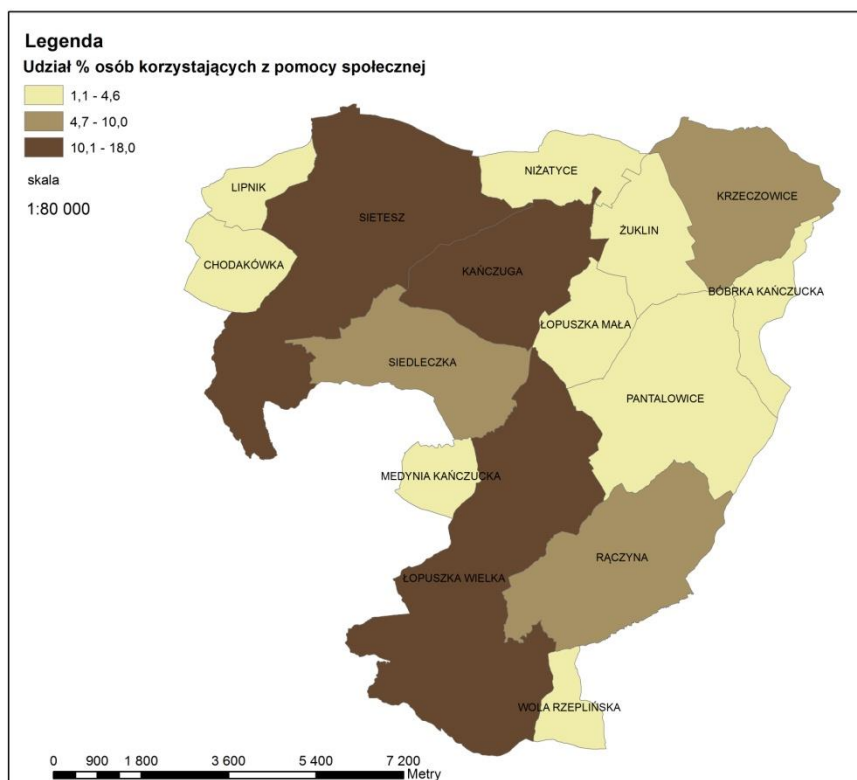 Legenda
Udział % osób korzystających z pomocy społecznej
1,1 - 4,6
4,7 - 10,0
10,1 - 18,0
skala
1:80 000
LIPNIK
NIŻATYCE
KRZECZOWICE
SIETESZ
ŻUKLIN
CHODAKÓWKA
KAŃCZUGA
BÓBRKA KAŃCZUCKA
ŁOPUSZKA MAŁA
SIEDLECZKA
PANTALOWICE
MEDYNIA KAŃCZUCKA
RĄCZYNA
ŁOPUSZKA WIELKA
WOLA RZEPLIŃSKA
0 900 1 800 3 600 5 400 7 200
Metry